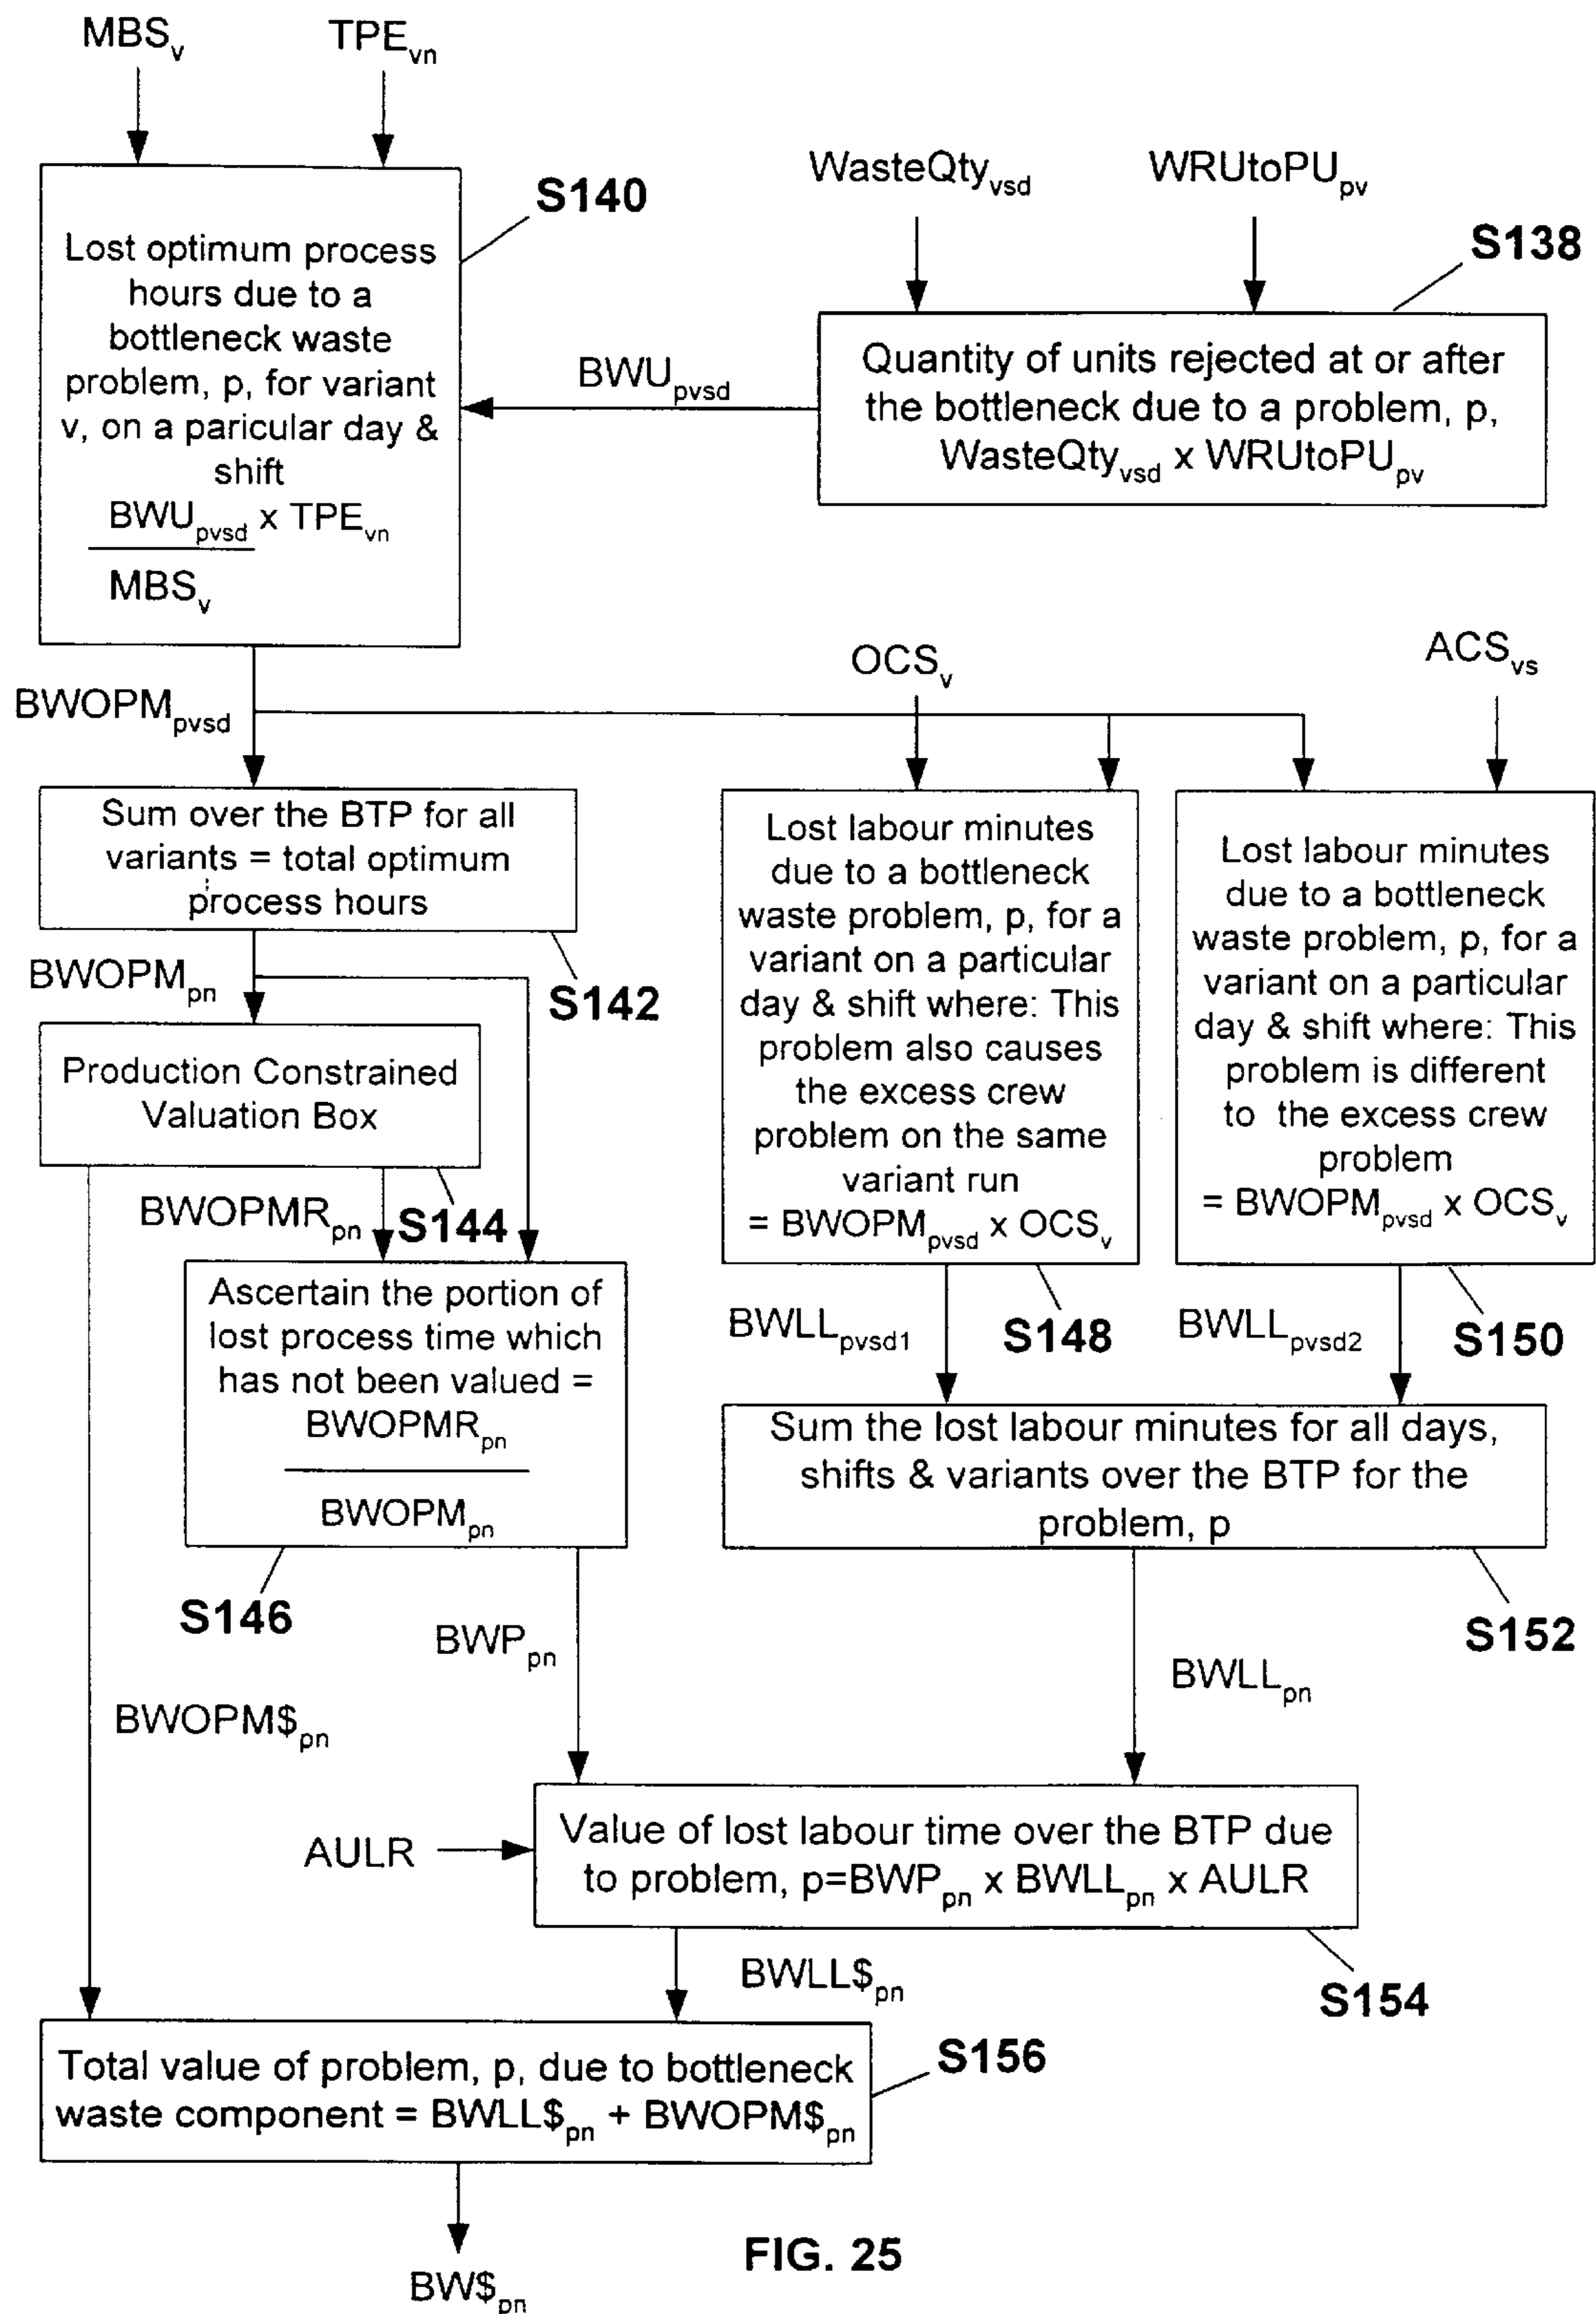 MBSv
TPEvn
WasteQtyvsd
WRUtoPUpv
S140
S138
Lost optimum process
hours due to a
bottleneck waste
problem, p, for variant
v, on a paricular day &
shift
BWUpvsd x TPEvn
MBSv
BWUpvsd
Quantity of units rejected at or after
the bottleneck due to a problem, p,
WasteQtyvsd x WRUtoPUpv
BWOPMpvsd
OCSv
ACSvs
Sum over the BTP for all
variants = total optimum
process hours
S142
BWOPMpn
Production Constrained
Valuation Box
BWOPMRpn
S144
Ascertain the portion of
lost process time which
has not been valued =
BWOPMRpn
BWOPMpn
S146
Lost labour minutes
due to a bottleneck
waste problem, p, for a
variant on a particular
day & shift where: This
problem also causes
the excess crew
problem on the same
variant run
= BWOPMpvsd x OCSv
Lost labour minutes
due to a bottleneck
waste problem, p, for a
variant on a particular
day & shift where: This
problem is different
to the excess crew
problem
= BWOPMpvsd x OCSv
BWLLpvsd1
S148
BWLLpvsd2
S150
Sum the lost labour minutes for all days,
shifts & variants over the BTP for the
problem, p
S152
BWPpn
BWLLpn
BWOPM$pn
AULR
Value of lost labour time over the BTP due
to problem, p=BWPpn x BWLLpn x AULR
S154
BWLL$pn
Total value of problem, p, due to bottleneck
waste component = BWLL$pn + BWOPM$pn
S156
BW$pn
FIG. 25